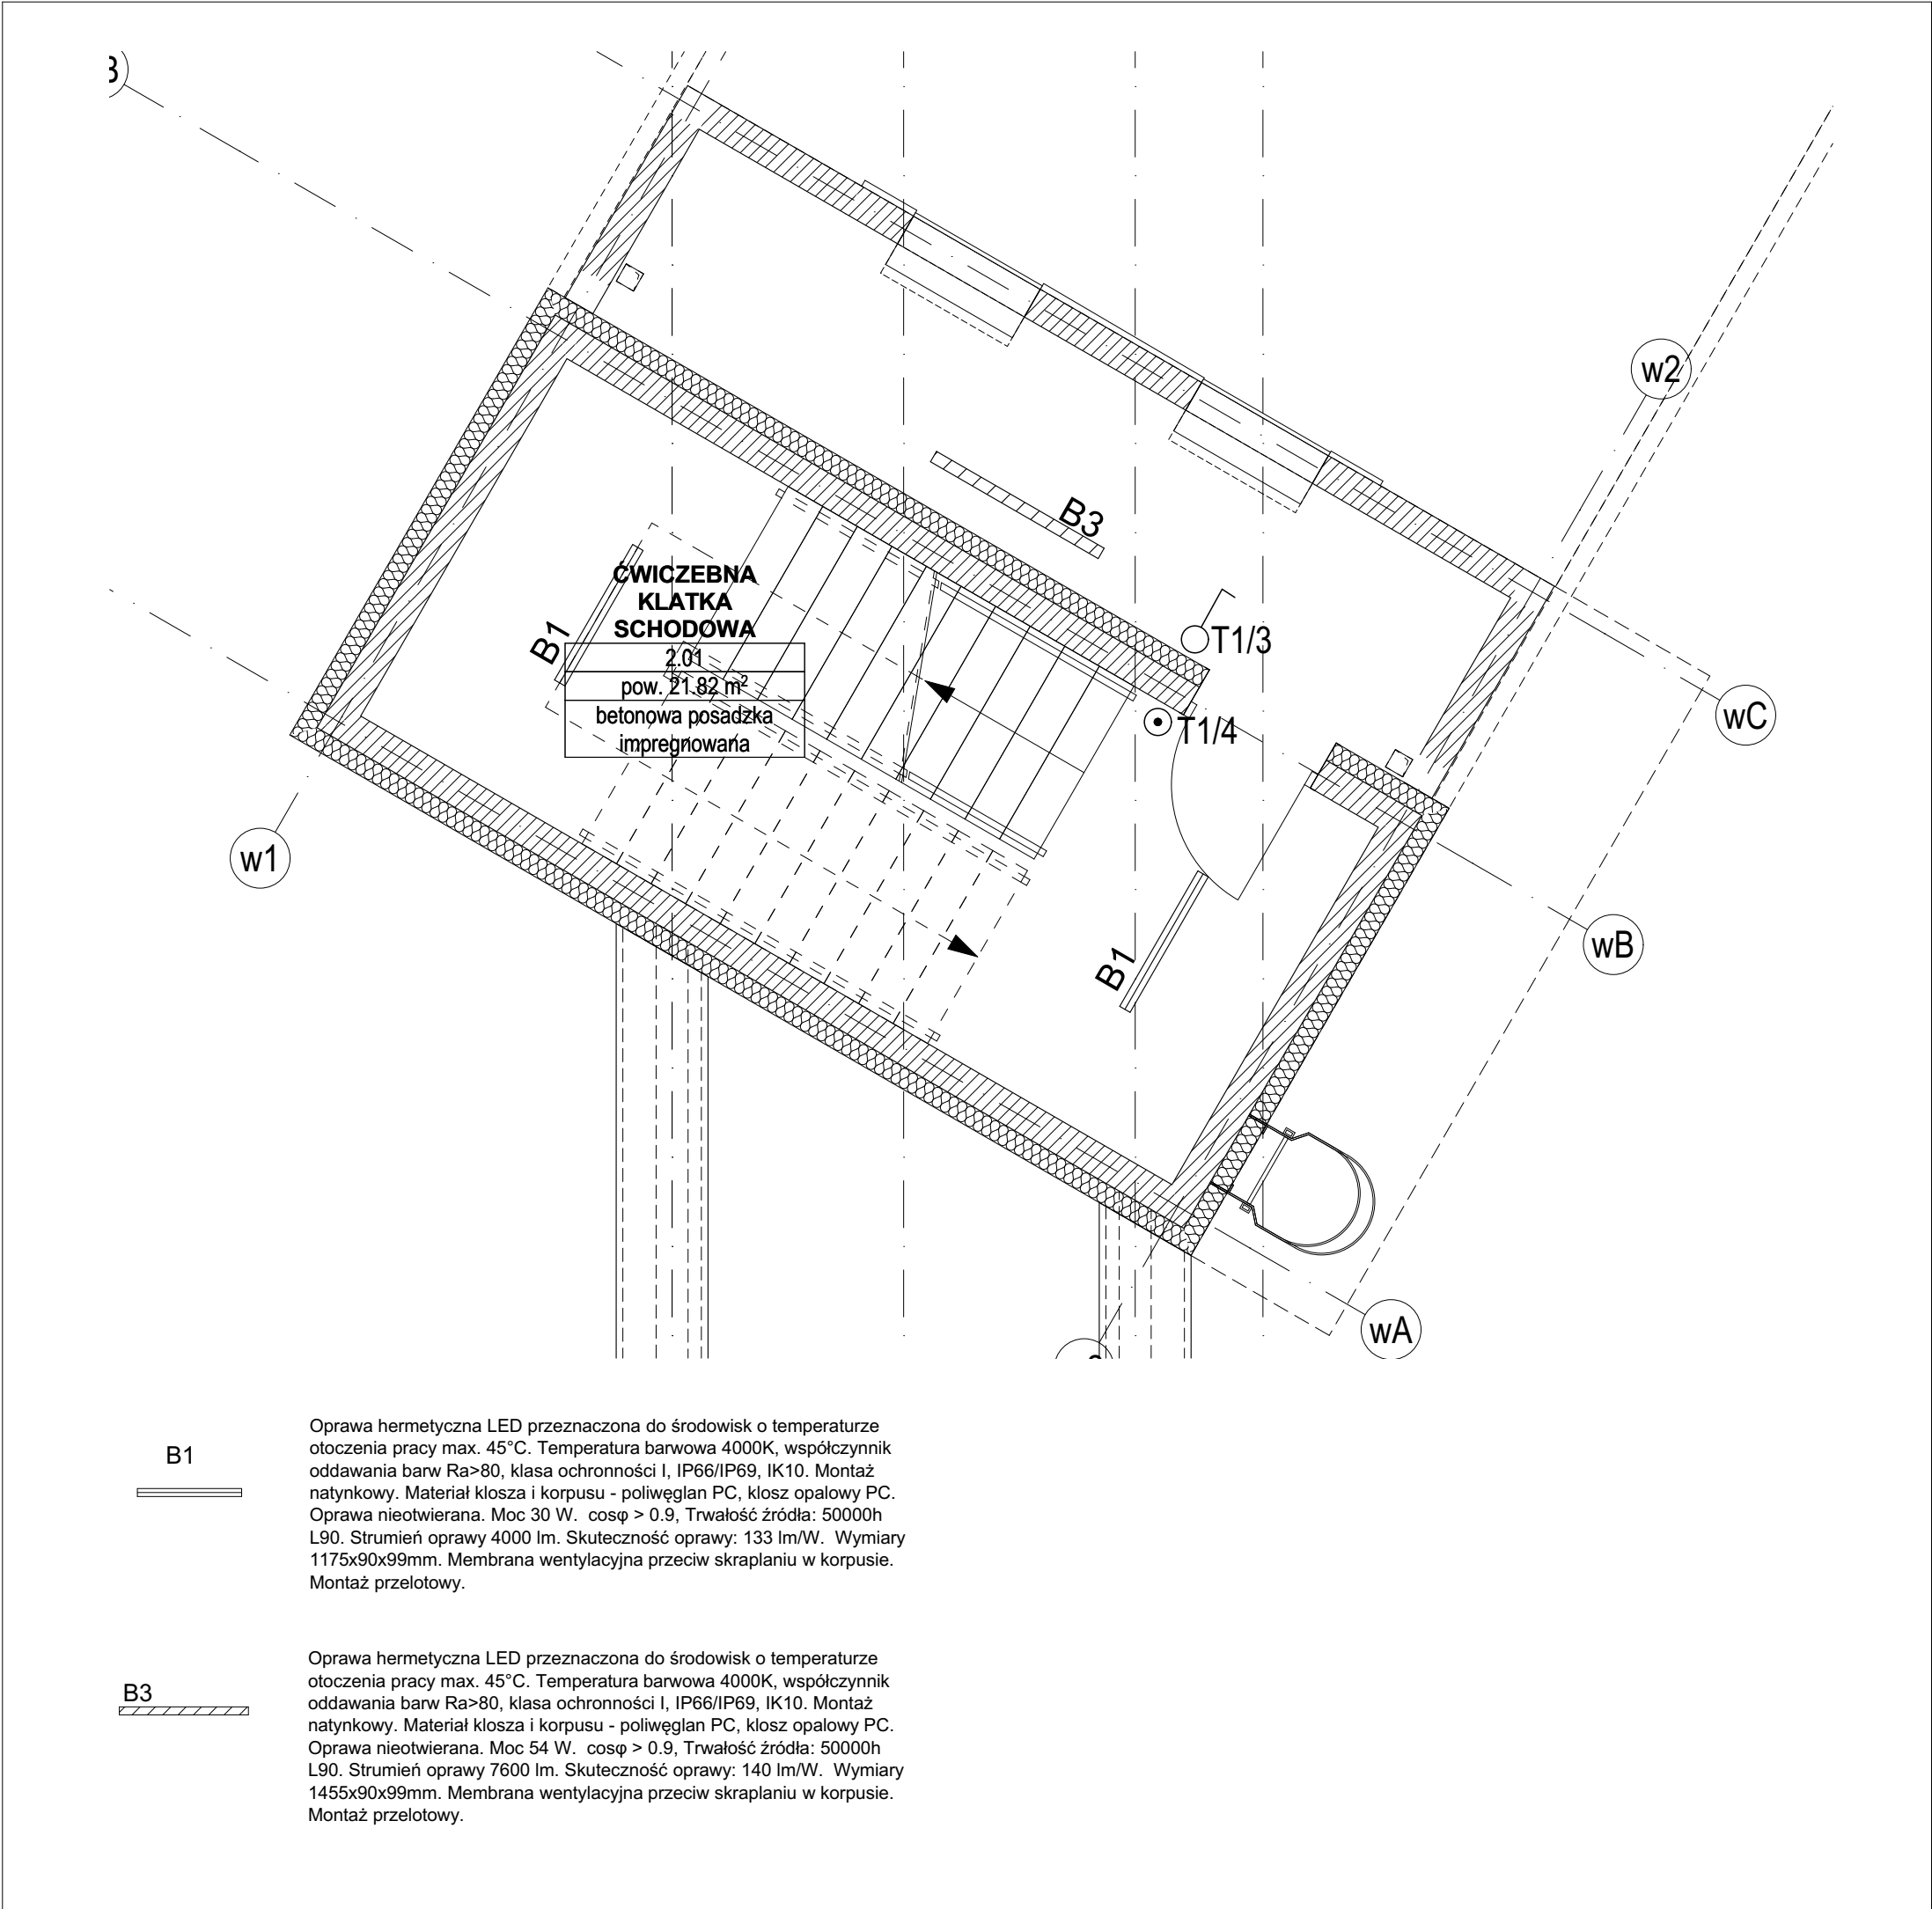 w2
B3
ĆWICZEBNA
KLATKA
SCHODOWA
B1
2.01
pow. 21.82 m²
betonowa posadzka
impregnowana
T1/3
T1/4
wC
w1
wB
B1
wA
B1
Oprawa hermetyczna LED przeznaczona do środowisk o temperaturze
otoczenia pracy max. 45°C. Temperatura barwowa 4000K, współczynnik
oddawania barw Ra>80, klasa ochronności I, IP66/IP69, IK10. Montaż
natynkowy. Materiał klosza i korpusu - poliwęglan PC, klosz opalowy PC.
Oprawa nieotwierana. Moc 30 W.  cosφ > 0.9, Trwałość źródła: 50000h
L90. Strumień oprawy 4000 lm. Skuteczność oprawy: 133 lm/W.  Wymiary
1175x90x99mm. Membrana wentylacyjna przeciw skraplaniu w korpusie.
Montaż przelotowy.
B3
Oprawa hermetyczna LED przeznaczona do środowisk o temperaturze
otoczenia pracy max. 45°C. Temperatura barwowa 4000K, współczynnik
oddawania barw Ra>80, klasa ochronności I, IP66/IP69, IK10. Montaż
natynkowy. Materiał klosza i korpusu - poliwęglan PC, klosz opalowy PC.
Oprawa nieotwierana. Moc 54 W.  cosφ > 0.9, Trwałość źródła: 50000h
L90. Strumień oprawy 7600 lm. Skuteczność oprawy: 140 lm/W.  Wymiary
1455x90x99mm. Membrana wentylacyjna przeciw skraplaniu w korpusie.
Montaż przelotowy.